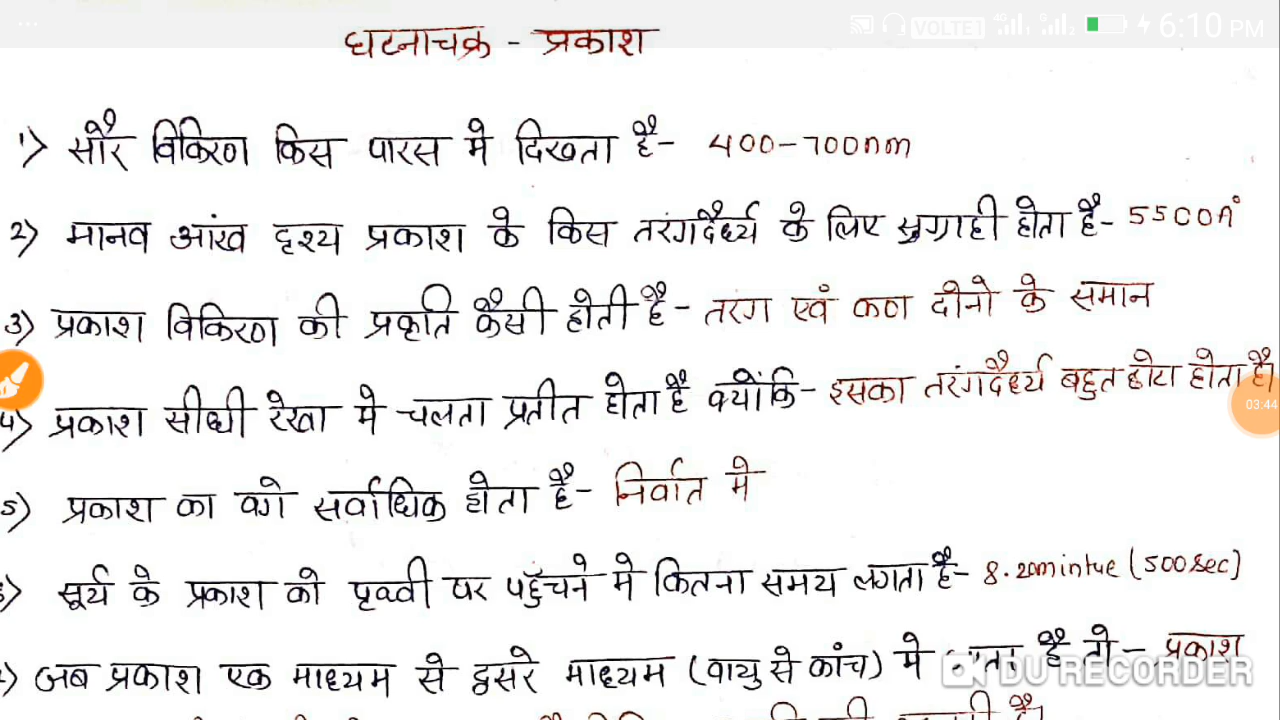 6:10 PM
VOLTE1
घटनाचक्र - प्रकाश
1) सौर विकिरण किस पारस मे दिखता है- 400-700nm
2) मानव आंख दृश्य प्रकाश के किस तरंगदैर्ध्य के लिए सुग्राही होता है- 5500A°
3) प्रकाश विकिरण की प्रकृति कैसी होती है- तरंग एवं कण दोनो के समान
4) प्रकाश सीधी रेखा मे चलता प्रतीत होता है क्योंकि- इसका तरंगदैर्ध्य बहुत छोटा होता है।
03:44
5) प्रकाश का वगे सर्वाधिक होता है- निर्वात मे
सूर्य के प्रकाश को पृथ्वी पर पहुँचने मे कितना समय लगता है- 8.20mintue (500sec)
जब प्रकाश एक माध्यम से दूसरे माध्यम (वायु से कांच) मे है तो- प्रकाश
DU RECORDER